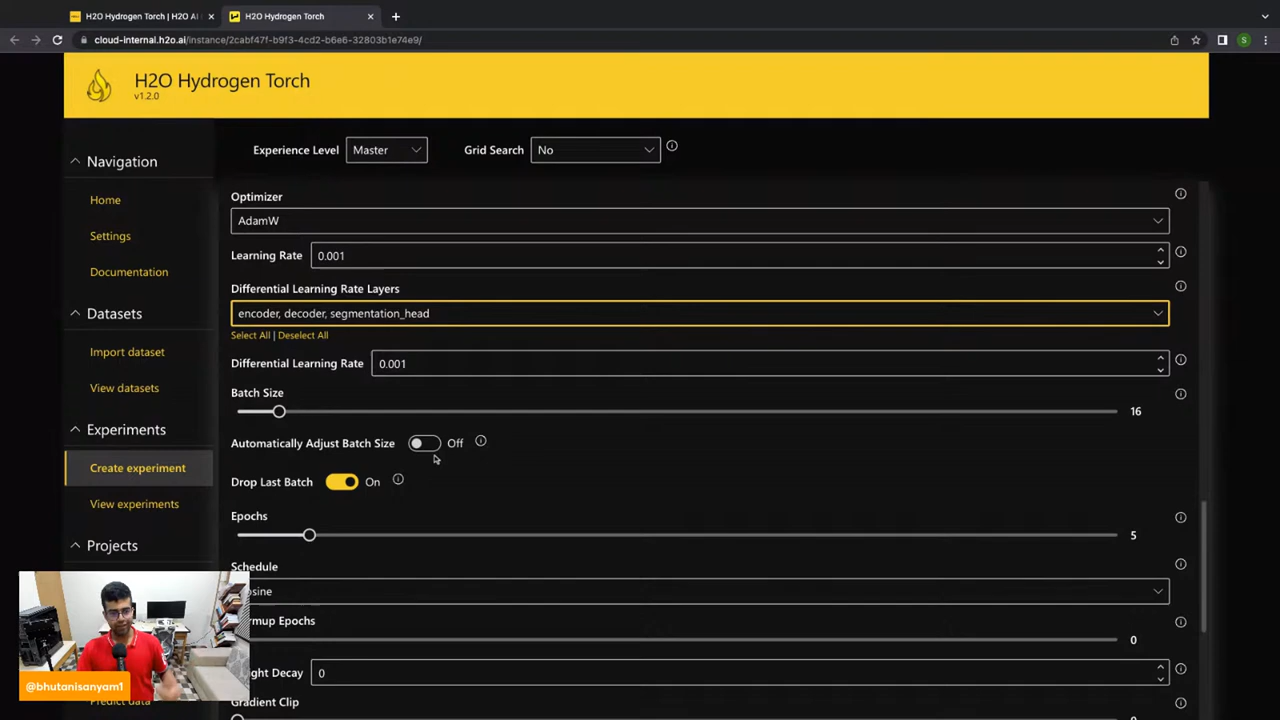 H2O Hydrogen Torch | H2O AI
H2O Hydrogen Torch
cloud-internal.h2o.ai/instance/2cabf47f-b9f3-4cd2-b6e6-32803b1e74e9/
S
H2O Hydrogen Torch
v1.2.0
Experience Level Master Grid Search No
Navigation
Home
Settings
Documentation
Datasets
Import dataset
View datasets
Experiments
Create experiment
View experiments
Projects
Predict data
Optimizer
AdamW
Learning Rate 0.001
Differential Learning Rate Layers
encoder, decoder, segmentation_head
Select All | Deselect All
Differential Learning Rate 0.001
Batch Size
16
Automatically Adjust Batch Size Off
Drop Last Batch On
Epochs
5
Schedule
sine
rmup Epochs
0
ght Decay 0
Gradient Clip
@bhutanisanyam1